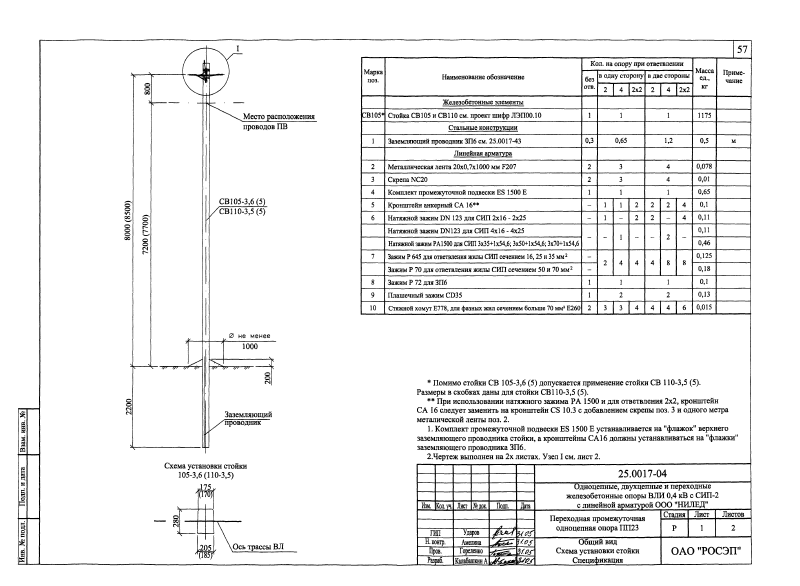 57
I
800
Место расположения
проводов ПВ
8000 (8500)
7200 (7700)
СВ105-3,6 (5)
СВ110-3,5 (5)
Ø не менее
1000
200
2200
Заземляющий
проводник
Схема установки стойки
105-3,6 (110-3,5)
175
(170)
280
205
(185)
Ось трассы ВЛ
Марка поз. | Наименование обозначение | Кол. на опору при ответвлении | Масса ед., кг | Приме-чание
без отв. | в одну сторону | в две стороны
2 | 4 | 2х2 | 2 | 4 | 2х2
Железобетонные элементы
СВ105* | Стойка СВ105 и СВ110 см. проект шифр ЛЭП00.10 | 1 | 1 | 1 | 1175
Стальные конструкции
1 | Заземляющий проводник ЗП6 см. 25.0017-43 | 0,3 | 0,65 | 1,2 | 0,5 | м
Линейная арматура
2 | Металлическая лента 20х0,7х1000 мм F207 | 2 | 3 | 4 | 0,078
3 | Скрепа NC20 | 2 | 3 | 4 | 0,01
4 | Комплект промежуточной подвески ES 1500 E | 1 | 1 | 1 | 0,65
5 | Кронштейн анкерный CA 16** | – | 1 | 1 | 2 | 2 | 2 | 4 | 0,1
6 | Натяжной зажим DN 123 для СИП 2х16 - 2х25 | – | 1 | – | 2 | 2 | – | 4 | 0,11
Натяжной зажим DN123 для СИП 4х16 - 4х25 | – | – | 1 | – | – | 2 | – | 0,11
Натяжной зажим PA1500 для СИП 3х35+1х54,6; 3х50+1х54,6; 3х70+1х54,6 | 0,46
7 | Зажим P 645 для ответвления жилы СИП сечением 16, 25 и 35 мм² | – | 2 | 4 | 4 | 4 | 8 | 8 | 0,125
Зажим P 70 для ответвления жилы СИП сечением 50 и 70 мм² | – | 0,18
8 | Зажим P 72 для ЗП6 | 1 | 1 | 1 | 0,1
9 | Плашечный зажим CD35 | 1 | 2 | 2 | 0,13
10 | Стяжной хомут E778, для фазных жил сечением больше 70 мм² E260 | 2 | 3 | 3 | 4 | 4 | 4 | 6 | 0,015
* Помимо стойки СВ 105-3,6 (5) допускается применение стойки СВ 110-3,5 (5).
Размеры в скобках даны для стойки СВ110-3,5 (5).
** При использовании натяжного зажима PA 1500 и для ответвления 2х2, кронштейн
CA 16 следует заменить на кронштейн CS 10.3 с добавлением скрепы поз. 3 и одного метра
металической ленты поз. 2.
1. Комплект промежуточной подвески ES 1500 E устанавливается на "флажок" верхнего
заземляющего проводника стойки, а кронштейны CA16 должны устанавливаться на "флажки"
заземляющего проводника ЗП6.
2.Чертеж выполнен на 2х листах. Узел I см. лист 2.
25.0017-04
Одноцепные, двухцепные и переходные
железобетонные опоры ВЛИ 0,4 кВ с СИП-2
с линейной арматурой ООО "НИЛЕД"
Изм. Кол. уч. Лист № док. Подп. Дата
Переходная промежуточная
одноцепная опора ПП23
Стадия Лист Листов
Р 1 2
ГИП Ударов
Н. контр. Амелина
Пров. Гореленко
Разраб. Калабашкин А
Общий вид
Схема установки стойки
Спецификация
ОАО "РОСЭП"
Взам. инв. №
Подп. и дата
Инв. № подл.